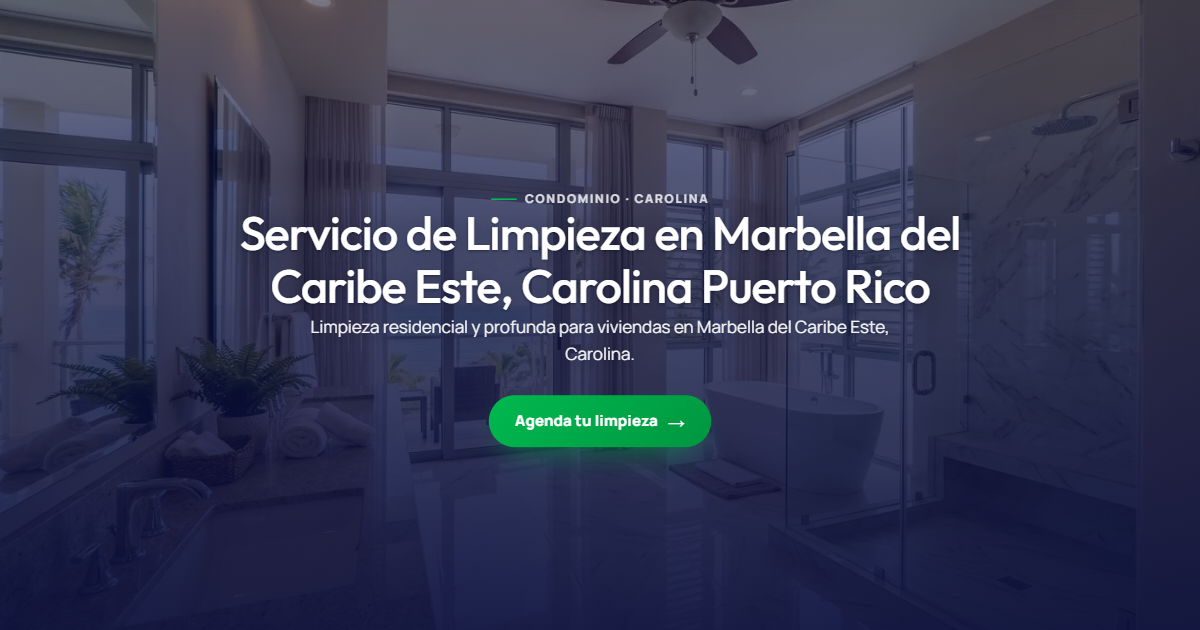 CONDOMINIO · CAROLINA
Servicio de Limpieza en Marbella del
Caribe Este, Carolina Puerto Rico
Limpieza residencial y profunda para viviendas en Marbella del Caribe Este,
Carolina.
Agenda tu limpieza →